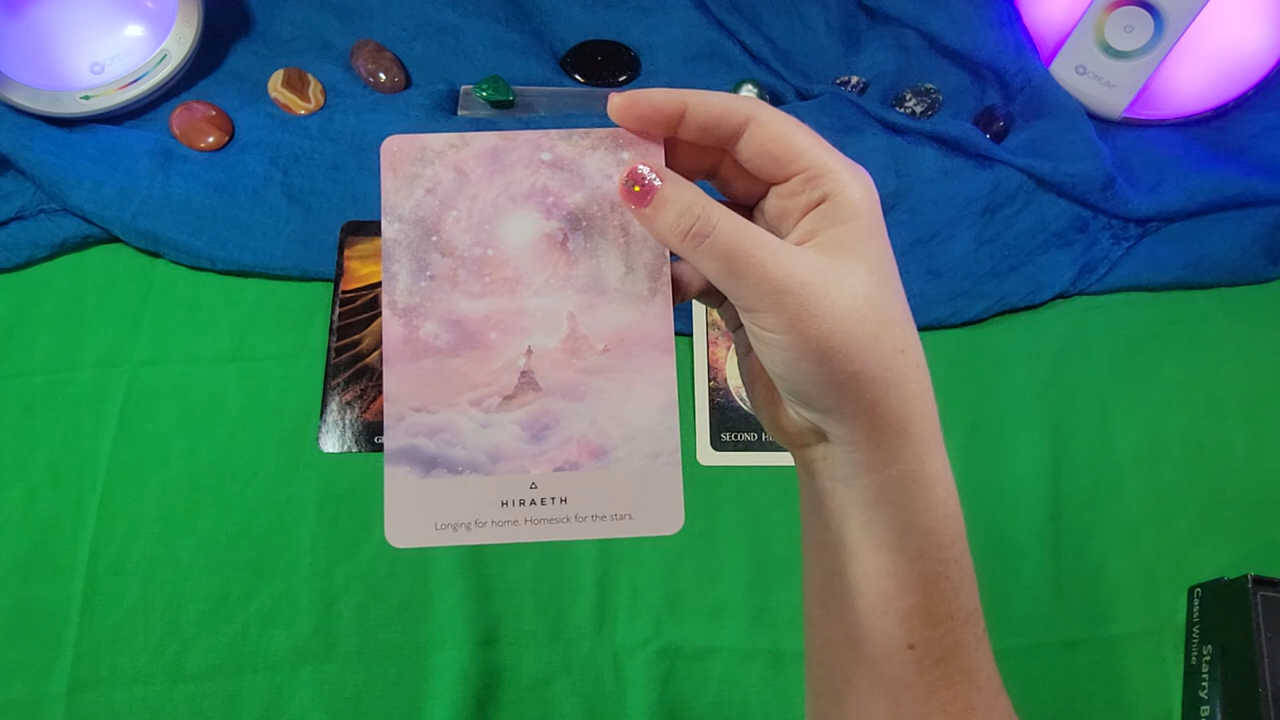 HIRAETH
Longing for home. Homesick for the stars.
SECOND
Cassi White
Starry